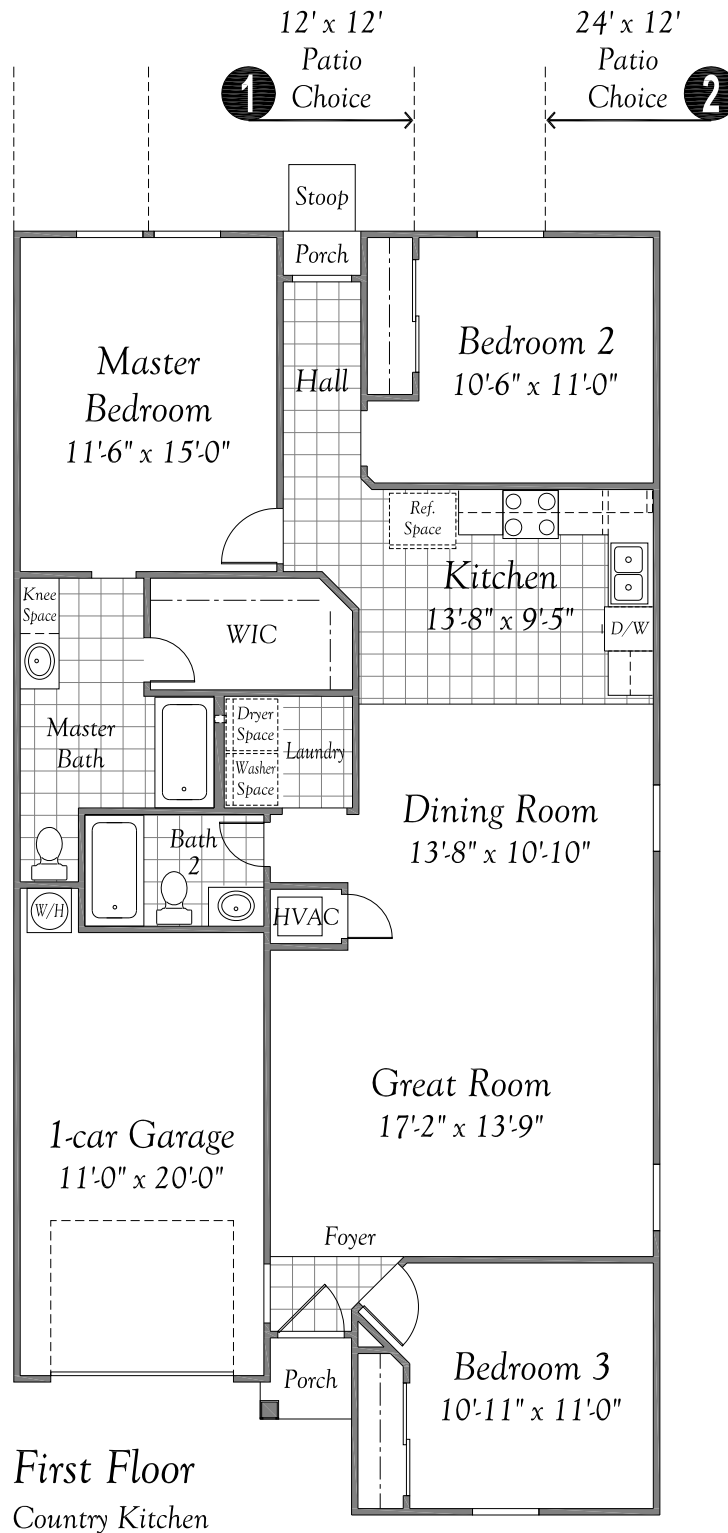 12' x 12'
Patio
Choice
1
24' x 12'
Patio
Choice
2
Stoop
Porch
Master
Bedroom
11'-6" x 15'-0"
Hall
Bedroom 2
10'-6" x 11'-0"
Ref.
Space
Kitchen
13'-8" x 9'-5"
D/W
Knee
Space
WIC
Master
Bath
Dryer
Space
Laundry
Washer
Space
Dining Room
13'-8" x 10'-10"
Bath
2
W/H
HVAC
Great Room
17'-2" x 13'-9"
1-car Garage
11'-0" x 20'-0"
Foyer
Porch
Bedroom 3
10'-11" x 11'-0"
First Floor
Country Kitchen